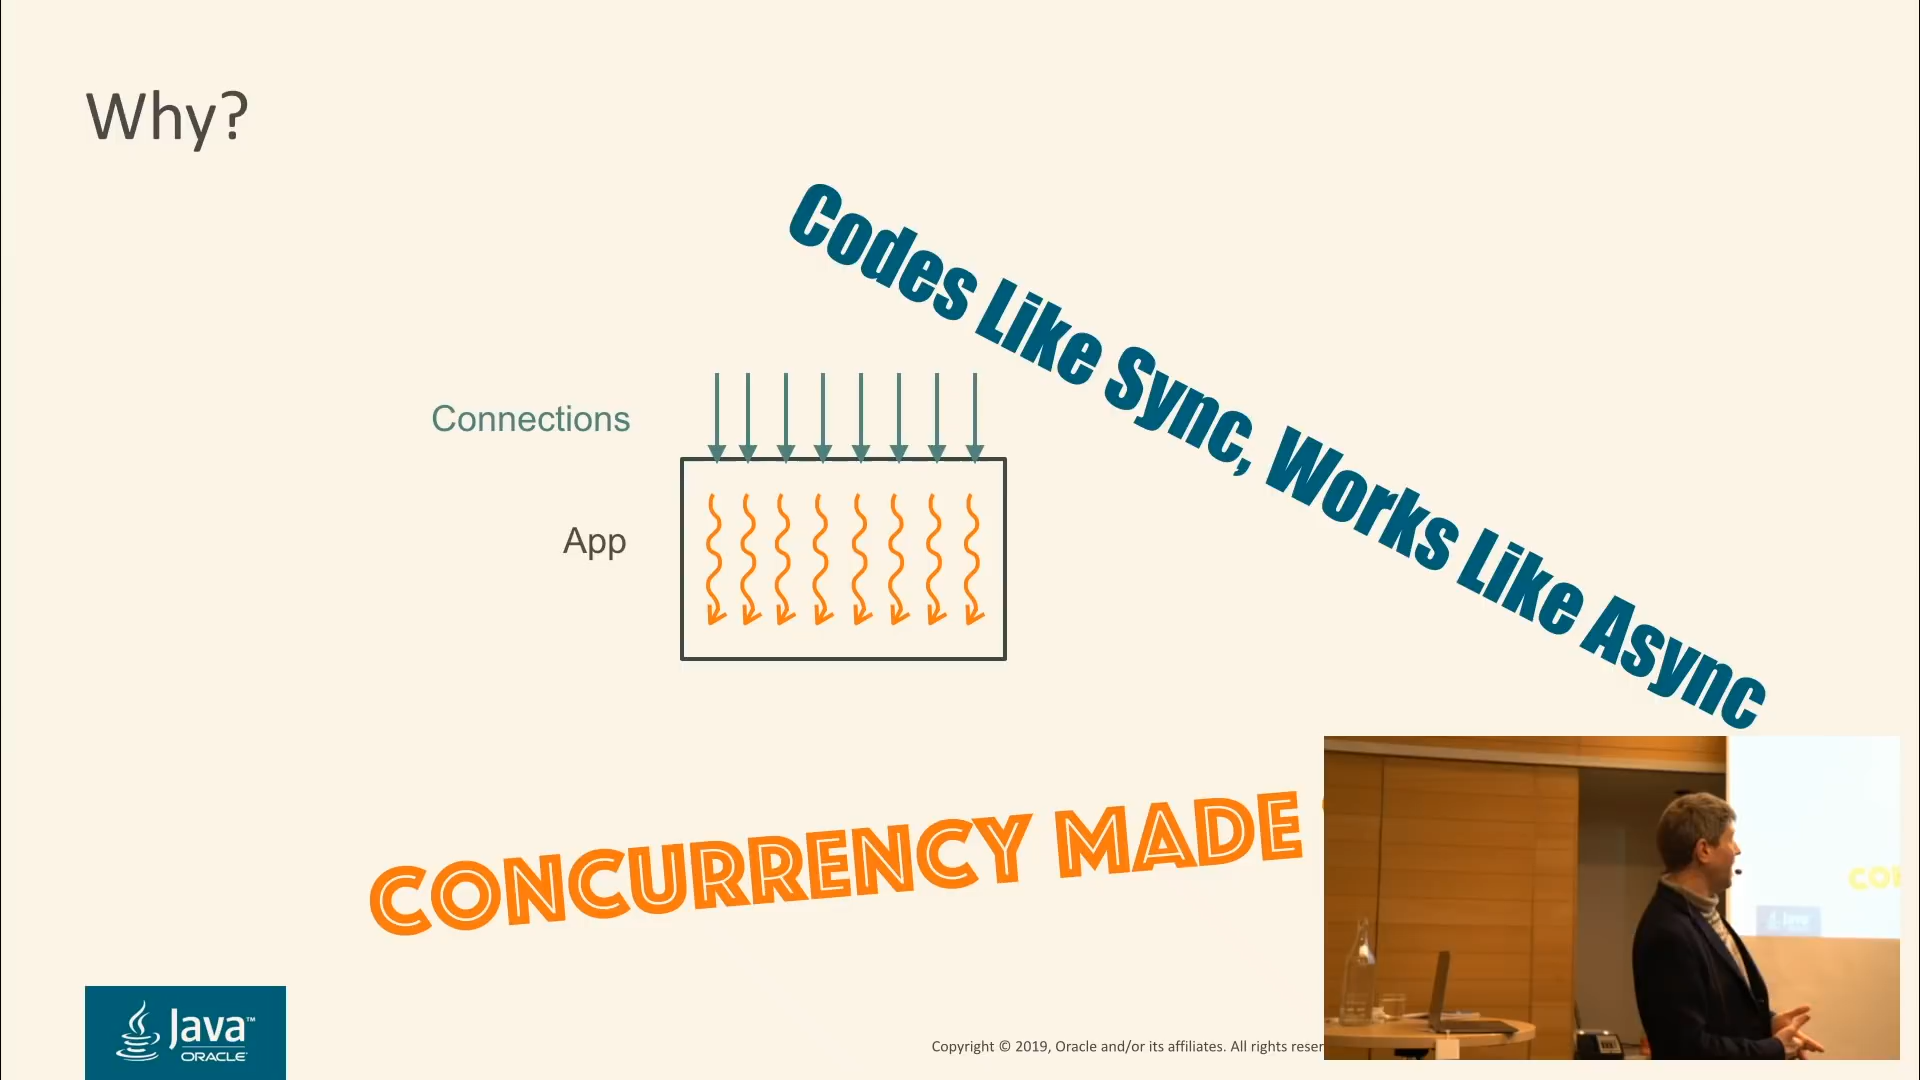 Why?
Codes Like Sync, Works Like Async
Connections
App
CONCURRENCY MADE
Java™
ORACLE
Copyright © 2019, Oracle and/or its affiliates. All rights
Java